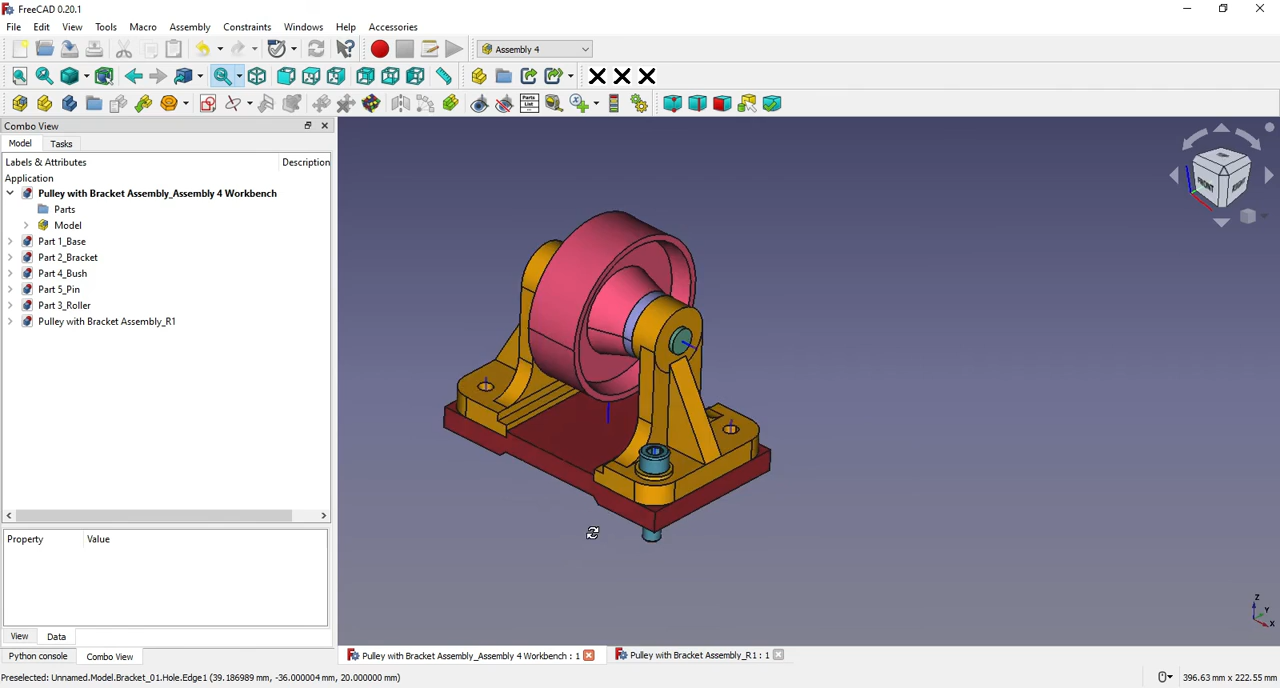 FreeCAD 0.20.1
File Edit View Tools Macro Assembly Constraints Windows Help Accessories
Assembly 4
Parts List
Combo View
Model Tasks
Labels & Attributes Description
Application
Pulley with Bracket Assembly_Assembly 4 Workbench
Parts
Model
Part 1_Base
Part 2_Bracket
Part 4_Bush
Part 5_Pin
Part 3_Roller
Pulley with Bracket Assembly_R1
FRONT RIGHT
Property Value
Z
Y
X
View Data
Python console Combo View
Pulley with Bracket Assembly_Assembly 4 Workbench : 1 Pulley with Bracket Assembly_R1 : 1
Preselected: Unnamed.Model.Bracket_01.Hole.Edge1 (39.186989 mm, -36.000004 mm, 20.000000 mm) 396.63 mm x 222.55 mm